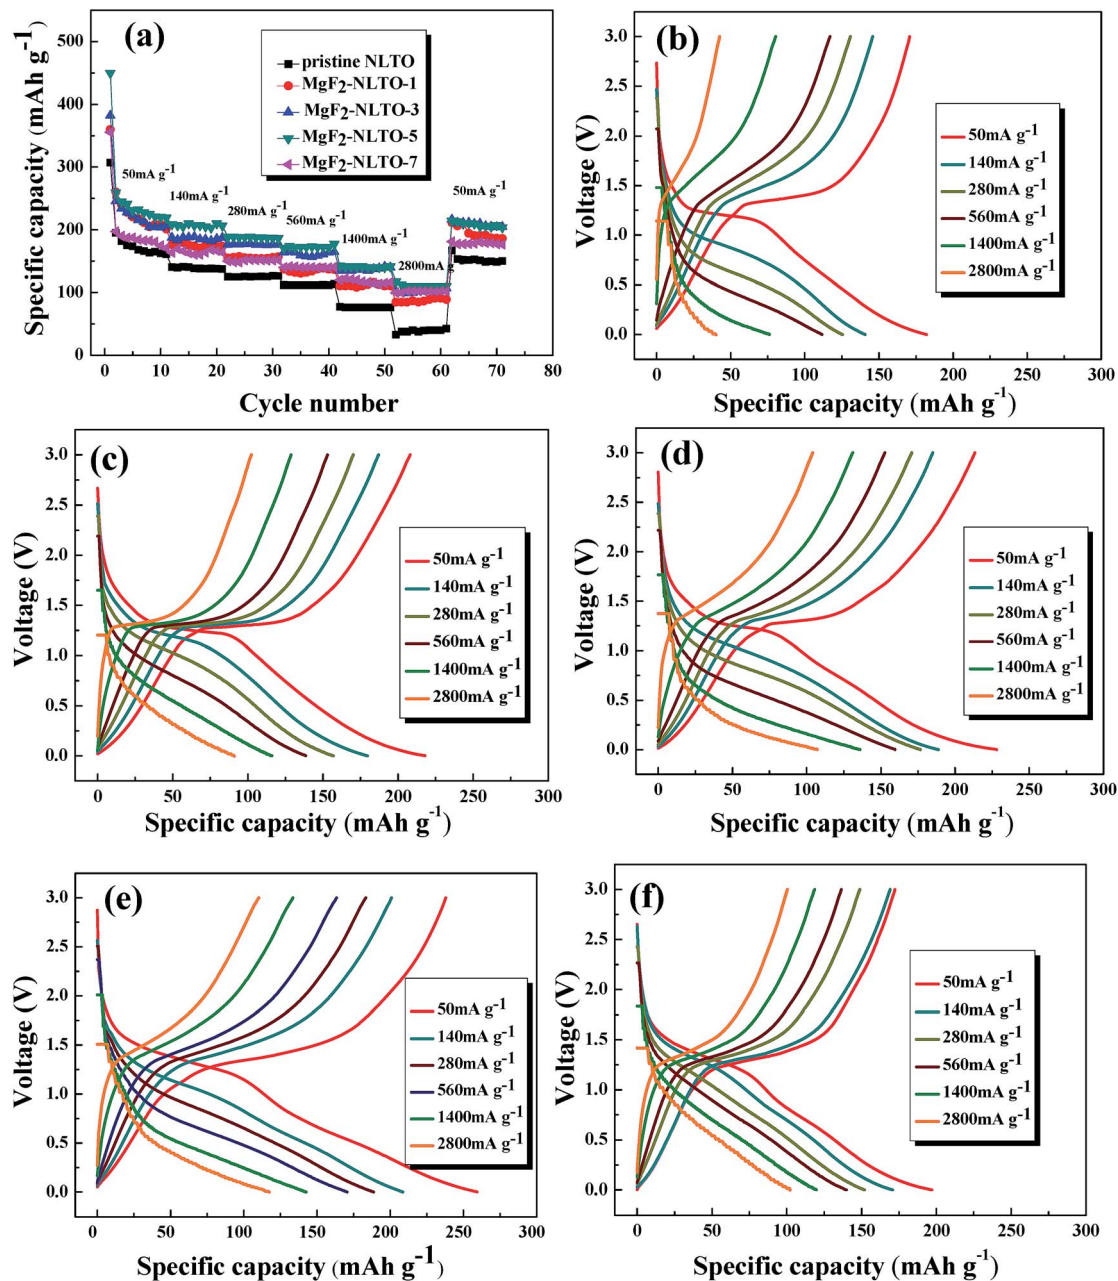 (a)
Specific capacity (mAh g-1)
500
400
300
200
100
0
pristine NLTO
MgF2-NLTO-1
MgF2-NLTO-3
MgF2-NLTO-5
MgF2-NLTO-7
50mA g-1
140mA g-1
280mA g-1
560mA g-1
1400mA g-1
2800mA g
50mA g-1
0 10 20 30 40 50 60 70 80
Cycle number
(b)
Voltage (V)
3.0
2.5
2.0
1.5
1.0
0.5
0.0
50mA g-1
140mA g-1
280mA g-1
560mA g-1
1400mA g-1
2800mA g-1
0 50 100 150 200 250 300
Specific capacity (mAh g-1)
(c)
Voltage (V)
3.0
2.5
2.0
1.5
1.0
0.5
0.0
50mA g-1
140mA g-1
280mA g-1
560mA g-1
1400mA g-1
2800mA g-1
0 50 100 150 200 250 300
Specific capacity (mAh g-1)
(d)
Voltage (V)
3.0
2.5
2.0
1.5
1.0
0.5
0.0
50mA g-1
140mA g-1
280mA g-1
560mA g-1
1400mA g-1
2800mA g-1
0 50 100 150 200 250 300
Specific capacity (mAh g-1)
(e)
Voltage (V)
3.0
2.5
2.0
1.5
1.0
0.5
0.0
50mA g-1
140mA g-1
280mA g-1
560mA g-1
1400mA g-1
2800mA g-1
0 50 100 150 200 250 300
Specific capacity (mAh g-1)
(f)
Voltage (V)
3.0
2.5
2.0
1.5
1.0
0.5
0.0
50mA g-1
140mA g-1
280mA g-1
560mA g-1
1400mA g-1
2800mA g-1
0 50 100 150 200 250 300
Specific capacity (mAh g-1)